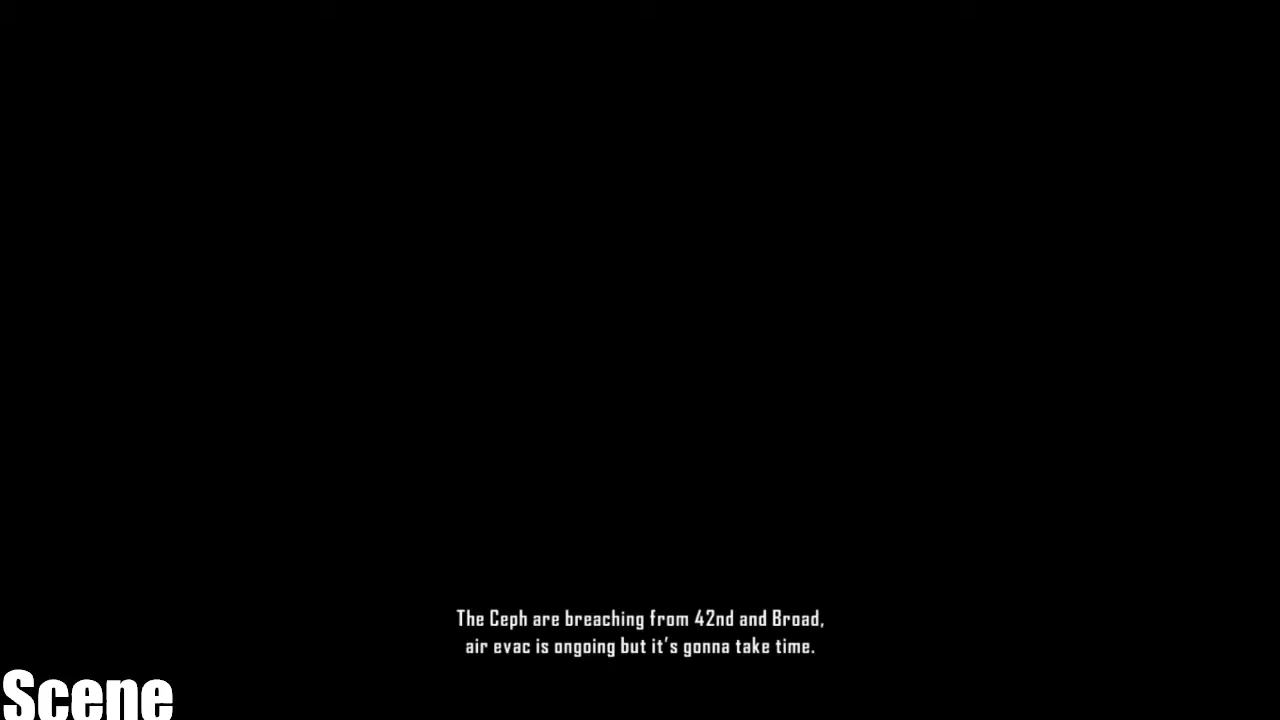 The Ceph are breaching from 42nd and Broad,
air evac is ongoing but it's gonna take time.
Scene